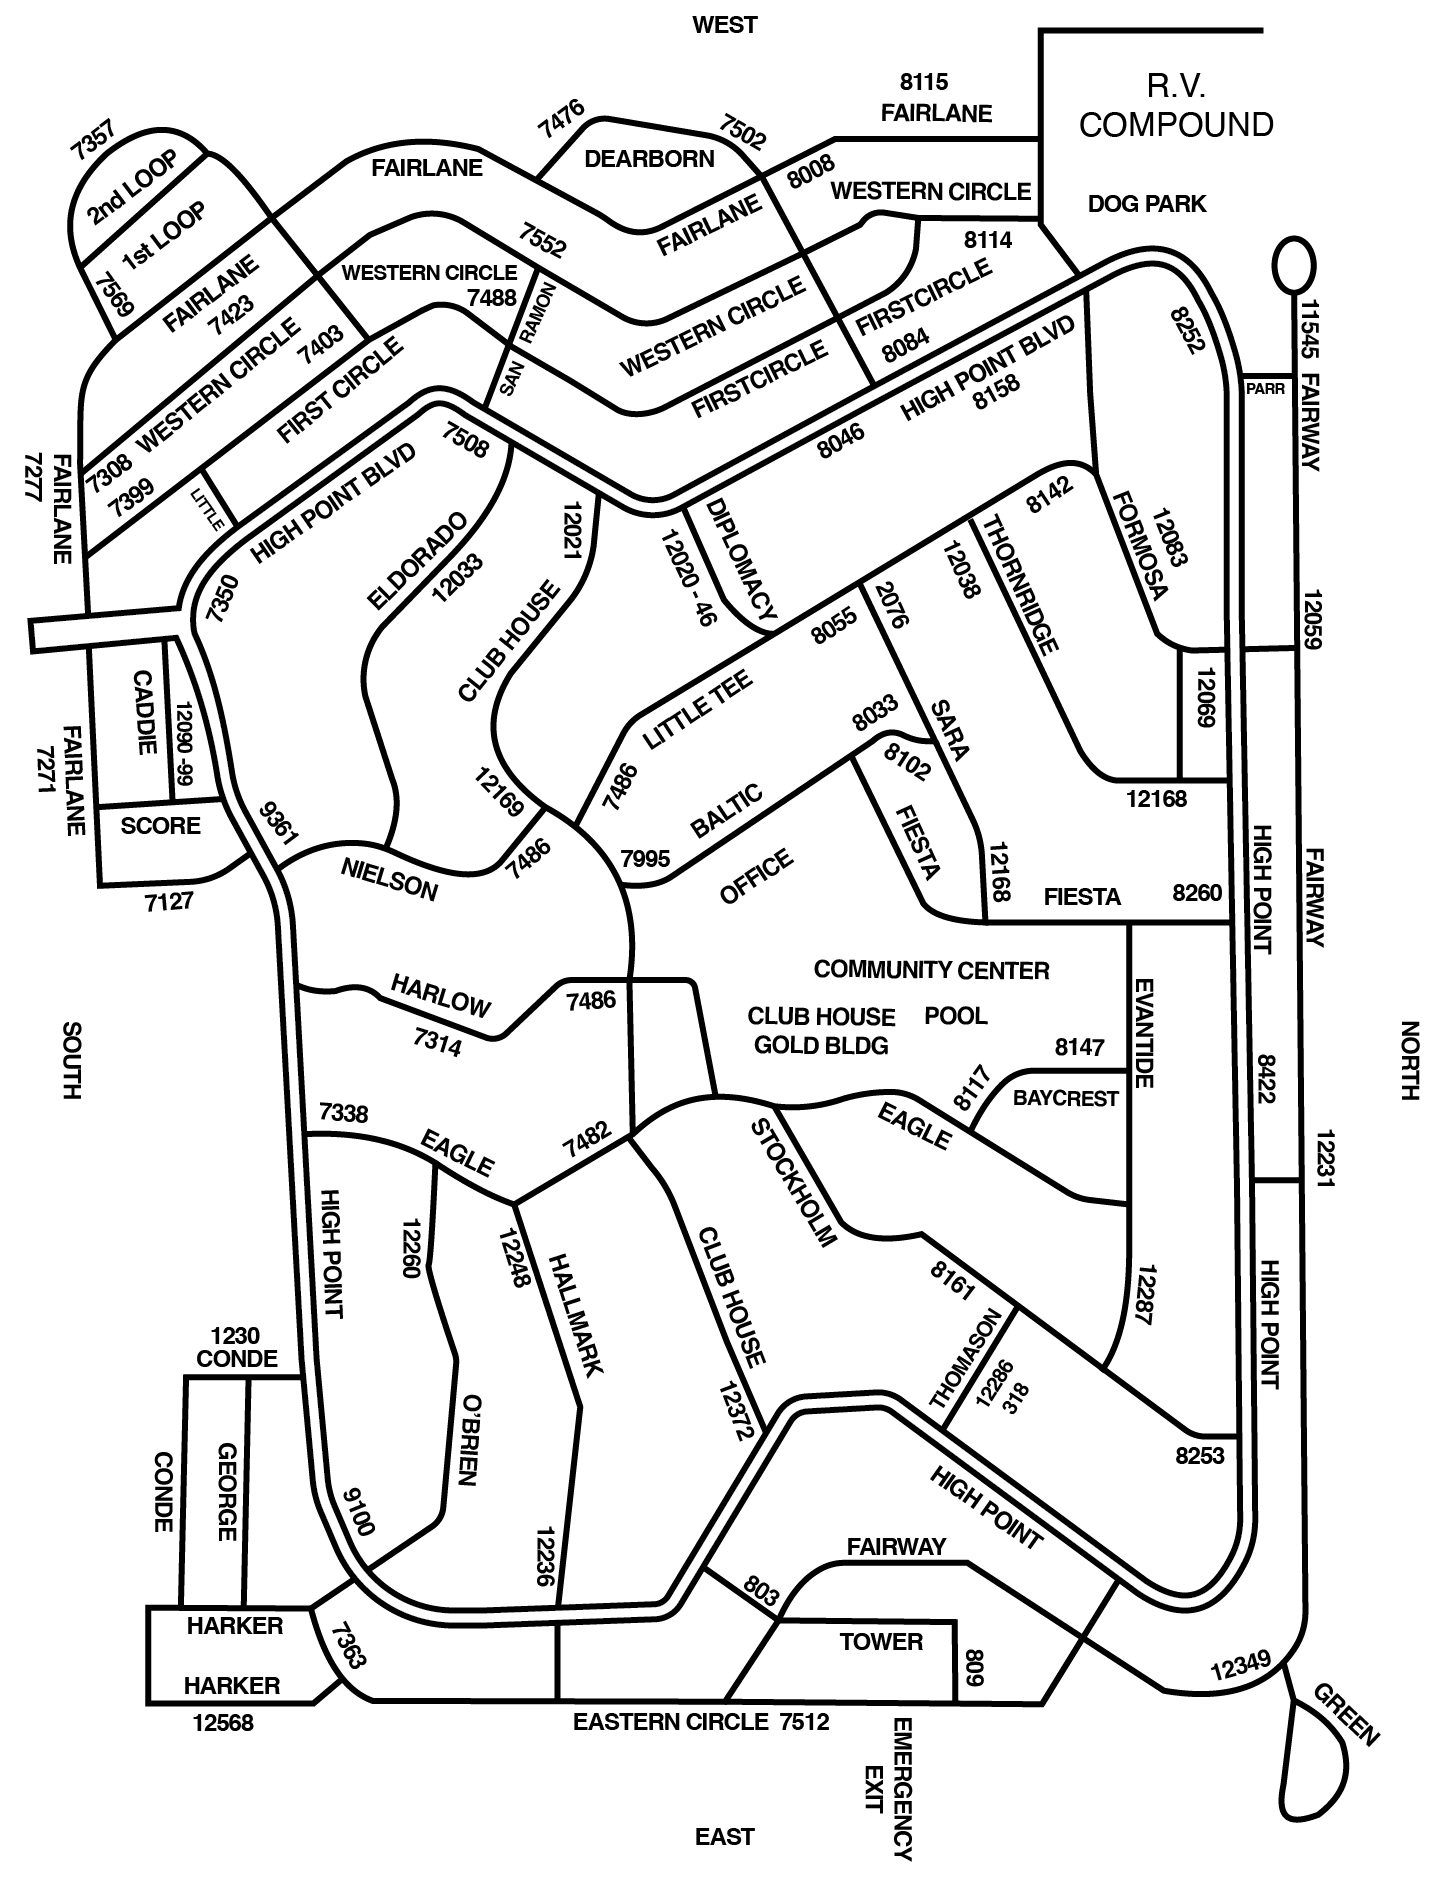 WEST
8115
FAIRLANE
R.V.
COMPOUND
7476
7502
7357
DEARBORN
FAIRLANE
8008
2nd LOOP
WESTERN CIRCLE
DOG PARK
1st LOOP
FAIRLANE
7552
8114
7569
FAIRLANE
7423
WESTERN CIRCLE
7488
FIRSTCIRCLE
8084
SAN RAMON
WESTERN CIRCLE
8252
11545
WESTERN CIRCLE
7403
FIRST CIRCLE
FIRSTCIRCLE
HIGH POINT BLVD
8158
PARR
FAIRWAY
7308
7399
LITTLE
FAIRLANE
7277
7508
8046
HIGH POINT BLVD
ELDORADO
12033
12021
CLUB HOUSE
DIPLOMACY
12020 - 46
8142
FORMOSA
12083
12038
THORNRIDGE
7350
2076
8055
12059
CADDIE
12090 -99
LITTLE TEE
SARA
12069
FAIRLANE
7271
8033
8102
7486
12169
12168
SCORE
9361
BALTIC
FIESTA
7127
NIELSON
7486
7995
OFFICE
12168
FIESTA
8260
HIGH POINT
FAIRWAY
COMMUNITY CENTER
CLUB HOUSE
POOL
GOLD BLDG
HARLOW
7314
7486
EVANTIDE
SOUTH
NORTH
8147
8117
BAYCREST
8422
7338
EAGLE
7482
STOCKHOLM
EAGLE
12231
HIGH POINT
12260
12248
HALLMARK
CLUB HOUSE
8161
12287
HIGH POINT
1230
CONDE
THOMASON
12286
318
12372
O'BRIEN
CONDE
GEORGE
8253
9100
12236
HIGH POINT
FAIRWAY
803
HARKER
7363
TOWER
809
12349
HARKER
12568
EASTERN CIRCLE 7512
GREEN
EMERGENCY
EXIT
EAST